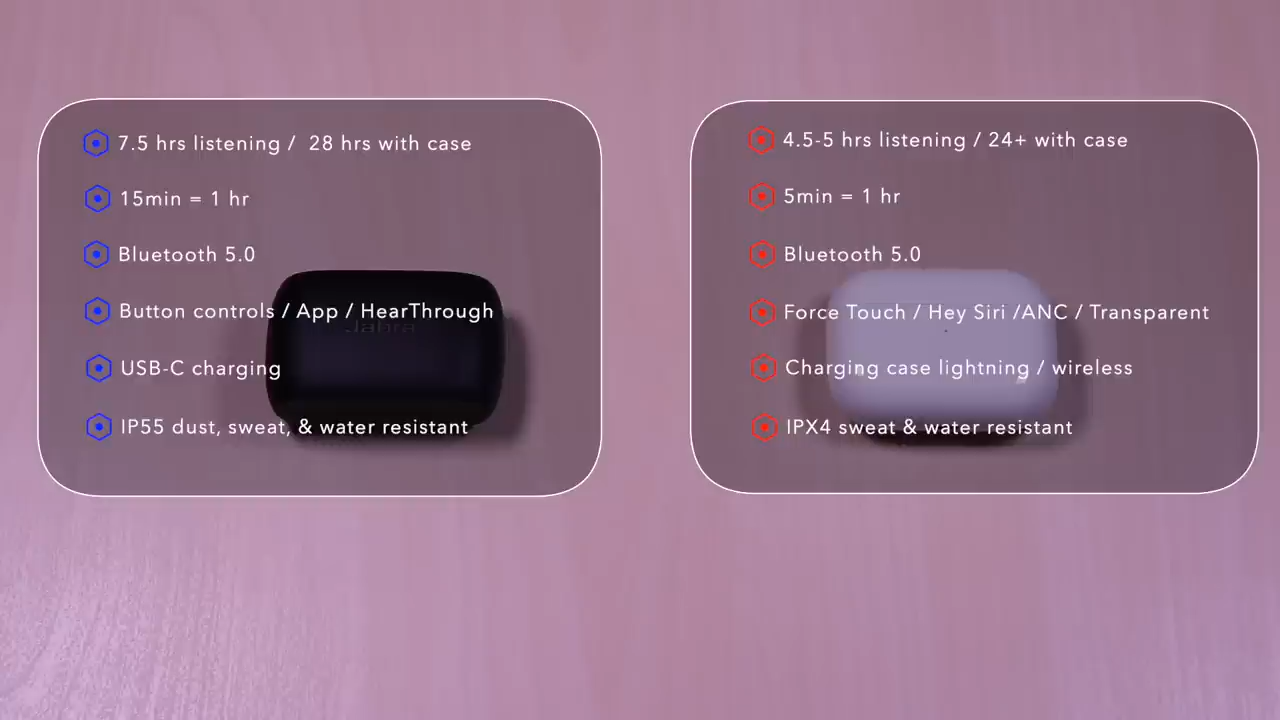 7.5 hrs listening / 28 hrs with case
15min = 1 hr
Bluetooth 5.0
Button controls / App / HearThrough
Jabra
USB-C charging
IP55 dust, sweat, & water resistant
4.5-5 hrs listening / 24+ with case
5min = 1 hr
Bluetooth 5.0
Force Touch / Hey Siri /ANC / Transparent
Charging case lightning / wireless
IPX4 sweat & water resistant